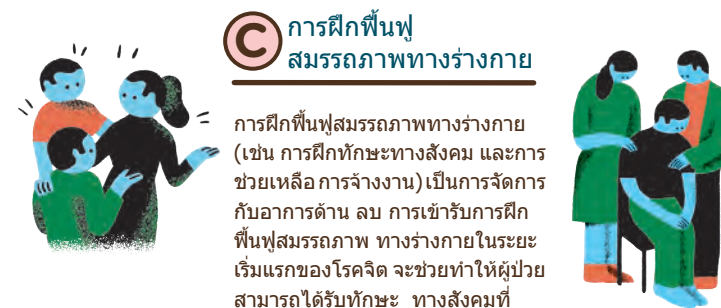 C
การฝึกฟื้นฟู
สมรรถภาพทางร่างกาย
การฝึกฟื้นฟูสมรรถภาพทางร่างกาย
(เช่น การฝึกทักษะทางสังคม และการ
ช่วยเหลือ การจ้างงาน) เป็นการจัดการ
กับอาการด้าน ลบ การเข้ารับการฝึก
ฟื้นฟูสมรรถภาพ ทางร่างกายในระยะ
เริ่มแรกของโรคจิต จะช่วยทำให้ผู้ป่วย
สามารถได้รับทักษะ ทางสังคมที่